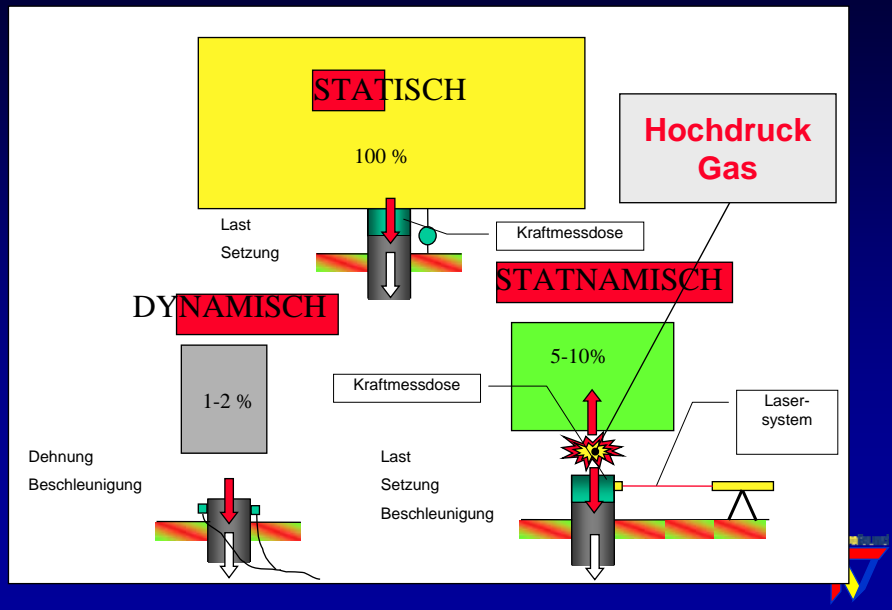 STATISCH
100 %
Hochdruck
Gas
Last
Setzung
Kraftmessdose
STATNAMISCH
DYNAMISCH
5-10%
1-2 %
Kraftmessdose
Laser-
system
Dehnung
Beschleunigung
Last
Setzung
Beschleunigung